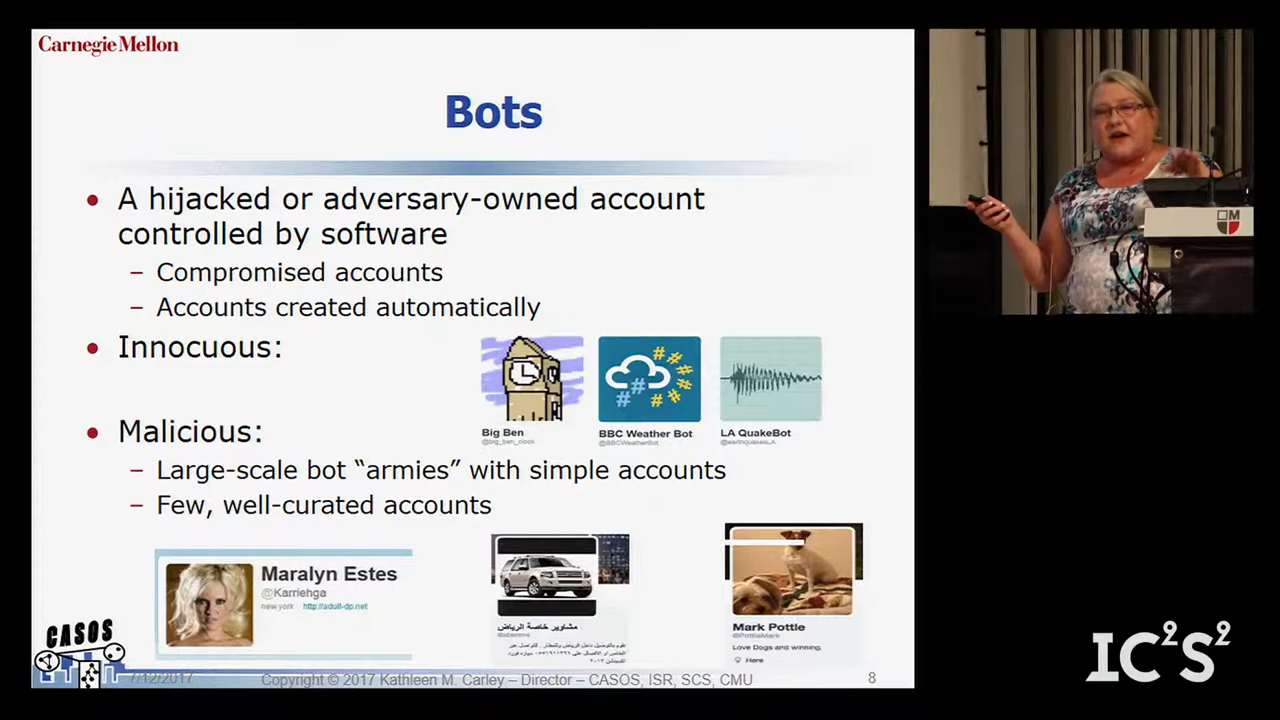 Carnegie Mellon
Bots
• A hijacked or adversary-owned account
controlled by software
– Compromised accounts
– Accounts created automatically
• Innocuous:
Big Ben
@big_ben_clock
BBC Weather Bot
@BBCWeatherBot
LA QuakeBot
@earthquakesLA
• Malicious:
– Large-scale bot “armies” with simple accounts
– Few, well-curated accounts
Maralyn Estes
@Karriehga
new york http://adult-dp.net
مشاوير خاصة الرياض
Mark Pottle
@PottleMark
Love Dogs and winning.
Here
CASOS
7/12/2017
Copyright © 2017 Kathleen M. Carley – Director – CASOS, ISR, SCS, CMU
8
M
IC²S²